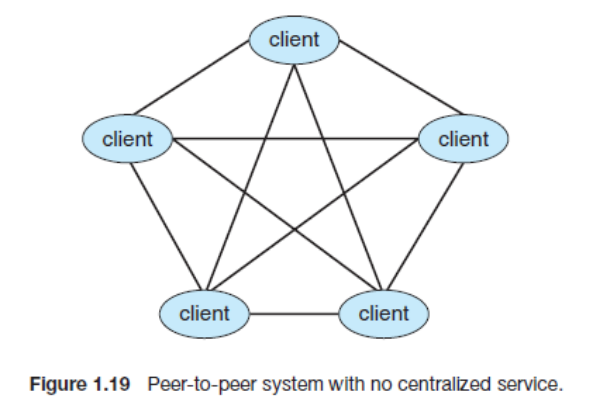 client
client
client
client
client
Figure 1.19 Peer-to-peer system with no centralized service.